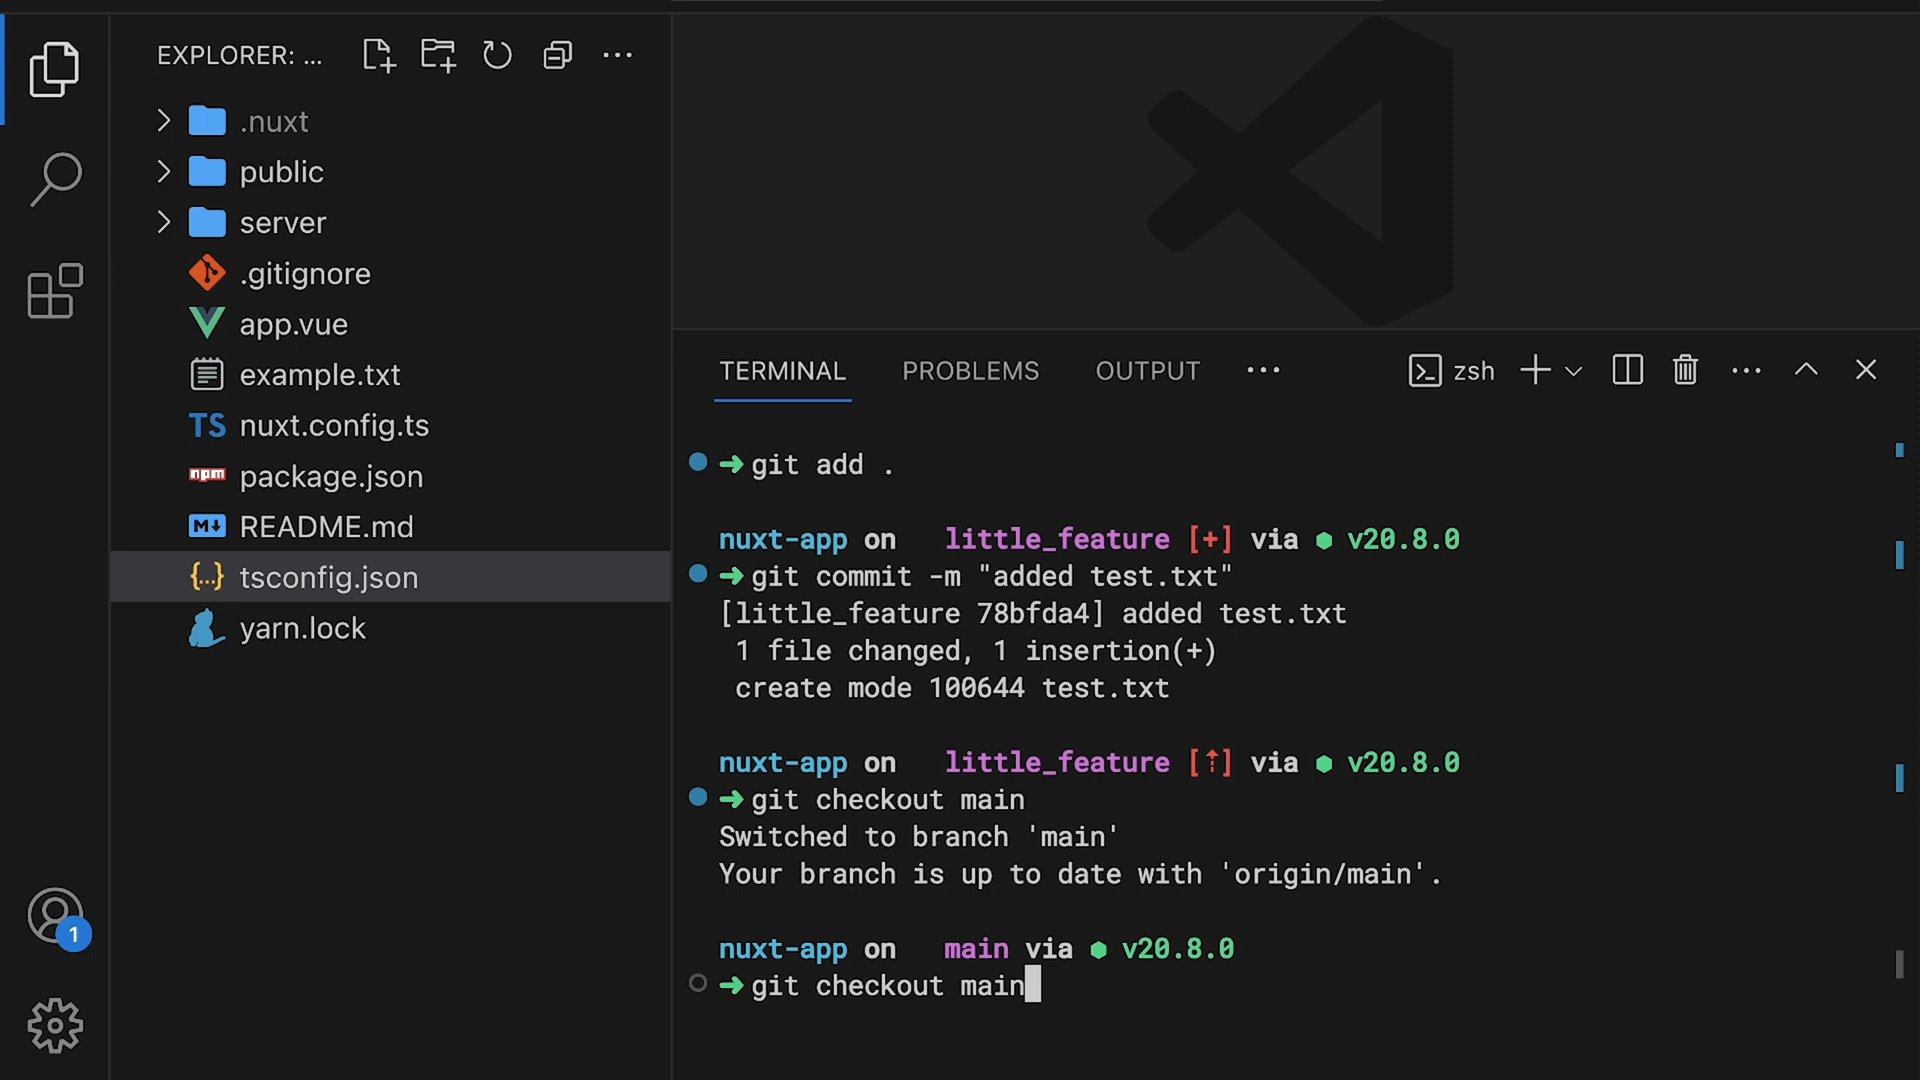 EXPLORER: ...
.nuxt
public
server
.gitignore
app.vue
example.txt
TS nuxt.config.ts
npm package.json
M↓ README.md
{...} tsconfig.json
yarn.lock
1
TERMINAL PROBLEMS OUTPUT ... zsh
➜ git add .
nuxt-app on little_feature [+] via ⬢ v20.8.0
➜ git commit -m "added test.txt"
[little_feature 78bfda4] added test.txt
1 file changed, 1 insertion(+)
create mode 100644 test.txt
nuxt-app on little_feature [⇡] via ⬢ v20.8.0
➜ git checkout main
Switched to branch 'main'
Your branch is up to date with 'origin/main'.
nuxt-app on main via ⬢ v20.8.0
➜ git checkout main